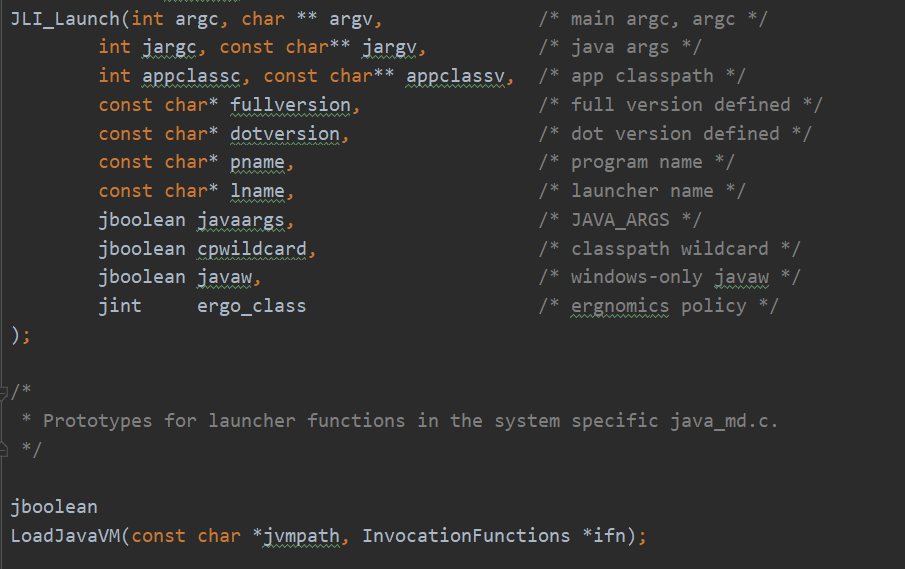 JLI_Launch(int argc, char ** argv, /* main argc, argc */
int jargc, const char** jargv, /* java args */
int appclassc, const char** appclassv, /* app classpath */
const char* fullversion, /* full version defined */
const char* dotversion, /* dot version defined */
const char* pname, /* program name */
const char* lname, /* launcher name */
jboolean javaargs, /* JAVA_ARGS */
jboolean cpwildcard, /* classpath wildcard */
jboolean javaw, /* windows-only javaw */
jint ergo_class /* ergnomics policy */
);
/*
* Prototypes for launcher functions in the system specific java_md.c.
*/
jboolean
LoadJavaVM(const char *jvmpath, InvocationFunctions *ifn);